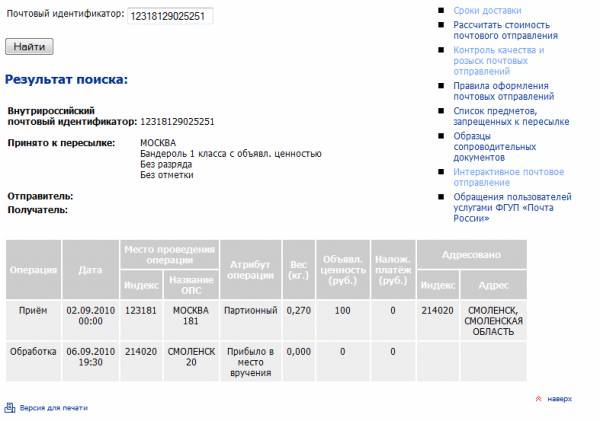 Почтовый идентификатор: 12318129025251
Найти
Результат поиска:
Внутрироссийский
почтовый идентификатор: 12318129025251
Принято к пересылке: МОСКВА
Бандероль 1 класса с объявл. ценностью
Без разряда
Без отметки
Отправитель:
Получатель:
Сроки доставки
Рассчитать стоимость
почтового отправления
Контроль качества и
розыск почтовых
отправлений
Правила оформления
почтовых отправлений
Список предметов,
запрещенных к пересылке
Образцы
сопроводительных
документов
Интерактивное почтовое
отправление
Обращения пользователей
услугами ФГУП «Почта
России»
Операция Дата Место проведения операции Атрибут операции Вес (кг.) Объявл. ценность (руб.) Налож. платёж (руб.) Адресовано
Индекс Название ОПС Индекс Адрес
Приём 02.09.2010 00:00 123181 МОСКВА 181 Партионный 0,270 100 0 214020 СМОЛЕНСК, СМОЛЕНСКАЯ ОБЛАСТЬ
Обработка 06.09.2010 19:30 214020 СМОЛЕНСК 20 Прибыло в место вручения 0,000 0 0
наверх
Версия для печати